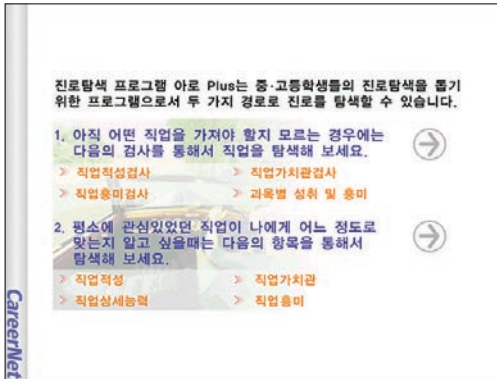 진로탐색 프로그램 아로 Plus는 중·고등학생들의 진로탐색을 돕기
위한 프로그램으로서 두 가지 경로로 진로를 탐색할 수 있습니다.
1. 아직 어떤 직업을 가져야 할지 모르는 경우에는
다음의 검사를 통해서 직업을 탐색해 보세요.
» 직업적성검사 » 직업가치관검사
» 직업흥미검사 » 과목별 성취 및 흥미
2. 평소에 관심있었던 직업이 나에게 어느 정도로
맞는지 알고 싶을때는 다음의 항목을 통해서
탐색해 보세요.
» 직업적성 » 직업가치관
» 직업상세능력 » 직업흥미
CareerNet